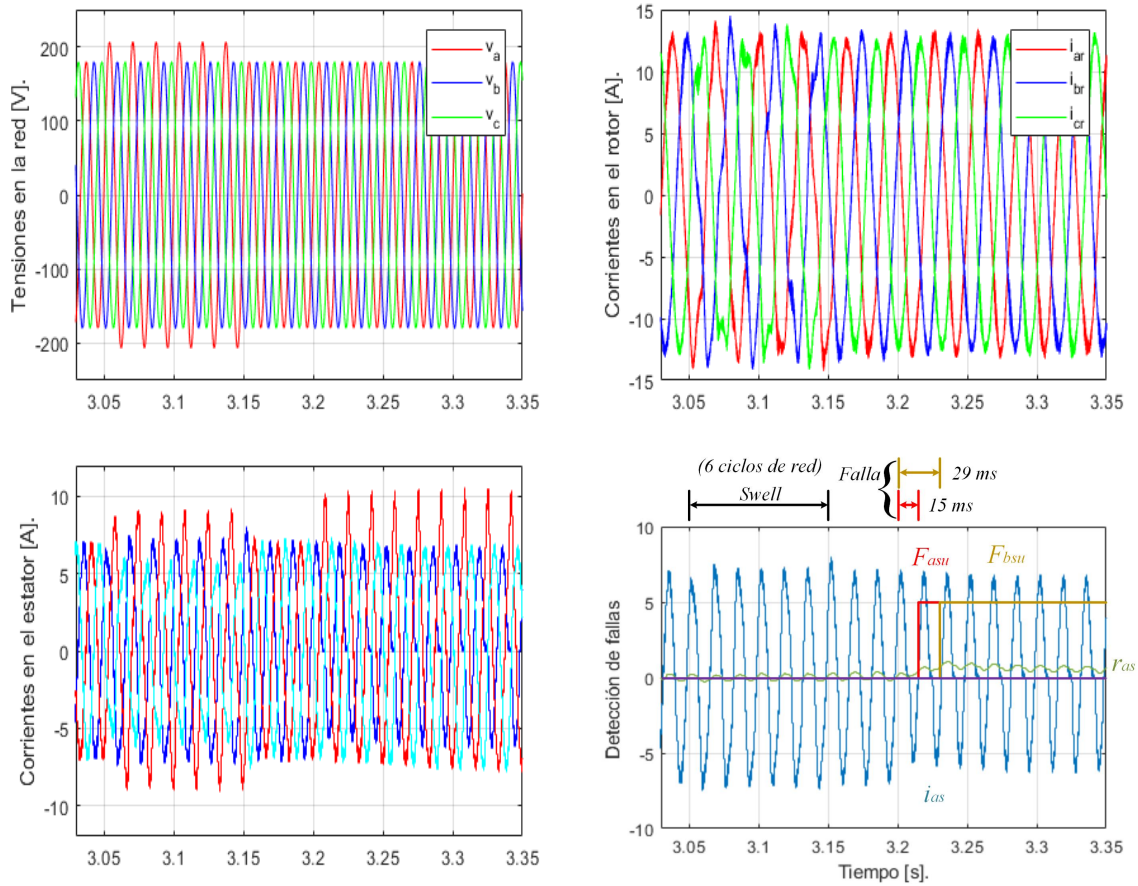 Tensiones en la red [V].
200
100
0
-100
-200
v_a
v_b
v_c
3.05 3.1 3.15 3.2 3.25 3.3 3.35
Corrientes en el rotor [A].
15
10
5
0
-5
-10
-15
i_ar
i_br
i_cr
3.05 3.1 3.15 3.2 3.25 3.3 3.35
Corrientes en el estator [A].
10
5
0
-5
-10
3.05 3.1 3.15 3.2 3.25 3.3 3.35
(6 ciclos de red)
Swell
Falla
29 ms
15 ms
Detección de fallas
10
5
0
-5
-10
F_asu
F_bsu
r_as
i_as
3.05 3.1 3.15 3.2 3.25 3.3 3.35
Tiempo [s].